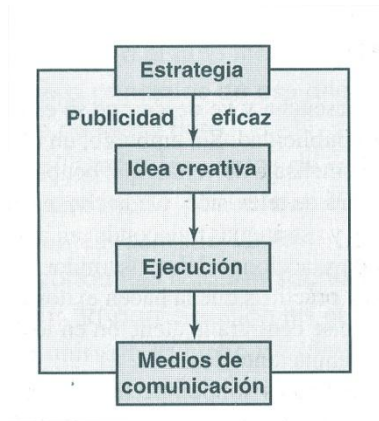 Estrategia
Publicidad eficaz
Idea creativa
Ejecución
Medios de
comunicación